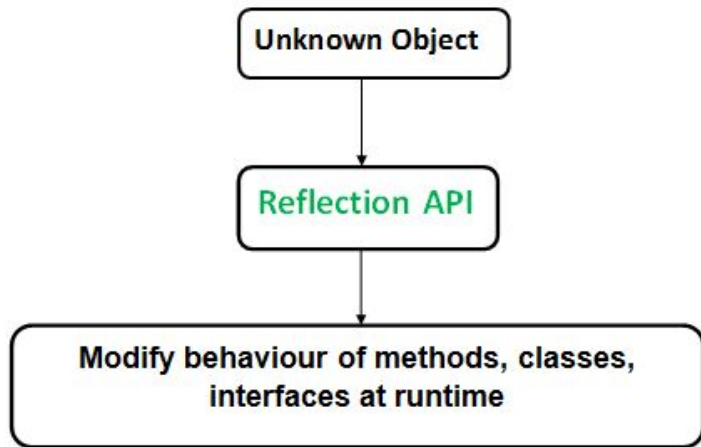 Unknown Object
Reflection API
Modify behaviour of methods, classes,
interfaces at runtime